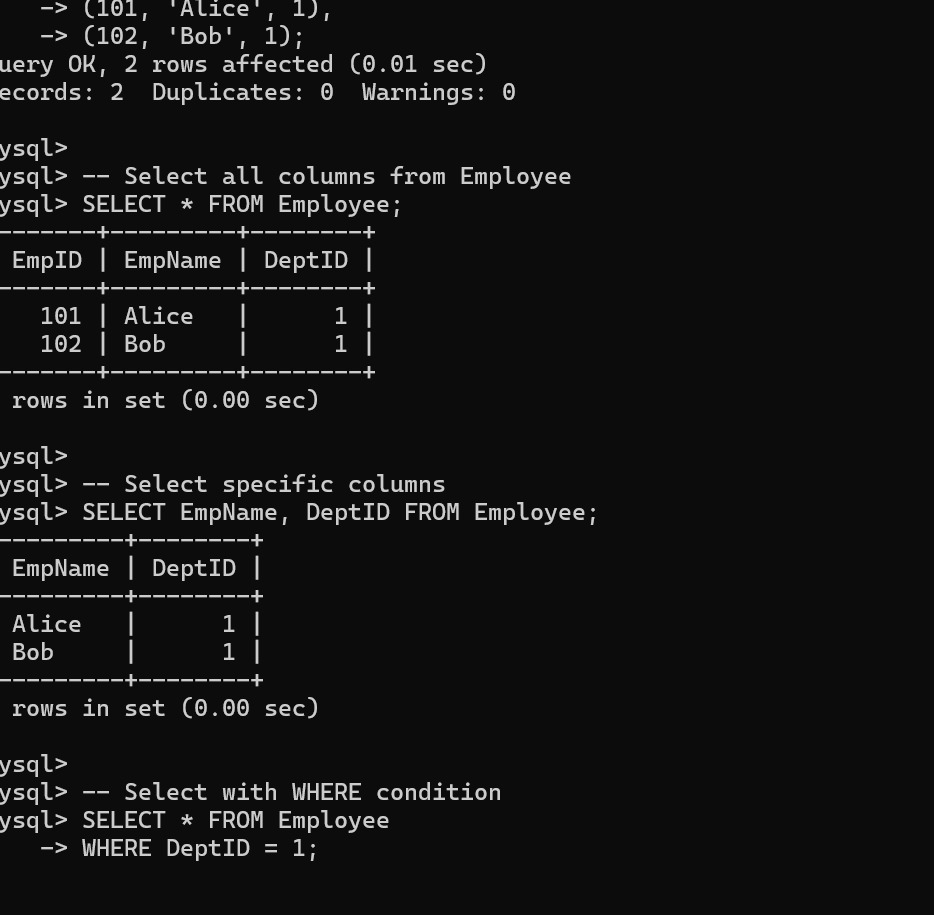 -> (101, 'Alice', 1),
-> (102, 'Bob', 1);
uery OK, 2 rows affected (0.01 sec)
ecords: 2  Duplicates: 0  Warnings: 0
ysql>
ysql> -- Select all columns from Employee
ysql> SELECT * FROM Employee;
-------+---------+--------+
EmpID | EmpName | DeptID |
-------+---------+--------+
101 | Alice   |      1 |
102 | Bob     |      1 |
-------+---------+--------+
rows in set (0.00 sec)
ysql>
ysql> -- Select specific columns
ysql> SELECT EmpName, DeptID FROM Employee;
---------+--------+
EmpName | DeptID |
---------+--------+
Alice   |      1 |
Bob     |      1 |
---------+--------+
rows in set (0.00 sec)
ysql>
ysql> -- Select with WHERE condition
ysql> SELECT * FROM Employee
-> WHERE DeptID = 1;